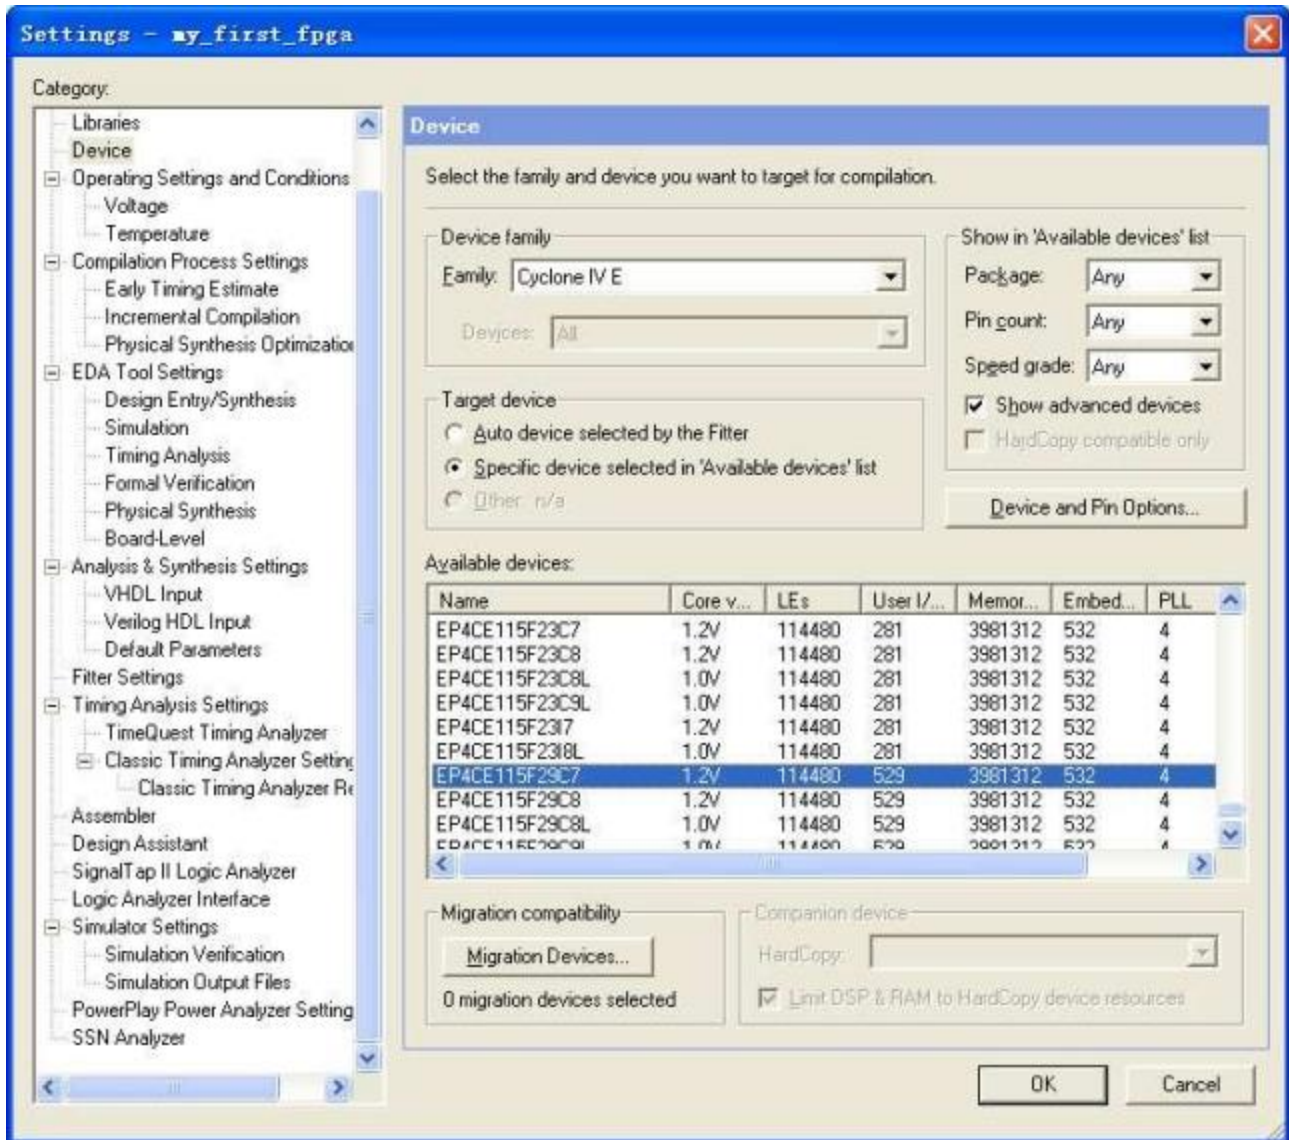 Settings - my_first_fpga
Category:
Libraries
Device
Operating Settings and Conditions
Voltage
Temperature
Compilation Process Settings
Early Timing Estimate
Incremental Compilation
Physical Synthesis Optimization
EDA Tool Settings
Design Entry/Synthesis
Simulation
Timing Analysis
Formal Verification
Physical Synthesis
Board-Level
Analysis & Synthesis Settings
VHDL Input
Verilog HDL Input
Default Parameters
Fitter Settings
Timing Analysis Settings
TimeQuest Timing Analyzer
Classic Timing Analyzer Setting
Classic Timing Analyzer Re
Assembler
Design Assistant
SignalTap II Logic Analyzer
Logic Analyzer Interface
Simulator Settings
Simulation Verification
Simulation Output Files
PowerPlay Power Analyzer Setting
SSN Analyzer
Device
Select the family and device you want to target for compilation.
Device family
Family: Cyclone IV E
Devices: All
Show in 'Available devices' list
Package: Any
Pin count: Any
Speed grade: Any
Show advanced devices
HardCopy compatible only
Target device
Auto device selected by the Fitter
Specific device selected in 'Available devices' list
Other: n/a
Device and Pin Options...
Available devices:
Name Core v... LEs User I/... Memor... Embed... PLL
EP4CE115F23C7 1.2V 114480 281 3981312 532 4
EP4CE115F23C8 1.2V 114480 281 3981312 532 4
EP4CE115F23C8L 1.0V 114480 281 3981312 532 4
EP4CE115F23C9L 1.0V 114480 281 3981312 532 4
EP4CE115F23I7 1.2V 114480 281 3981312 532 4
EP4CE115F23I8L 1.0V 114480 281 3981312 532 4
EP4CE115F29C7 1.2V 114480 529 3981312 532 4
EP4CE115F29C8 1.2V 114480 529 3981312 532 4
EP4CE115F29C8L 1.0V 114480 529 3981312 532 4
EP4CE115F29C9L 1.0V 114480 529 3981312 532 4
Migration compatibility
Migration Devices...
0 migration devices selected
Companion device
HardCopy:
Limit DSP & RAM to HardCopy device resources
OK
Cancel